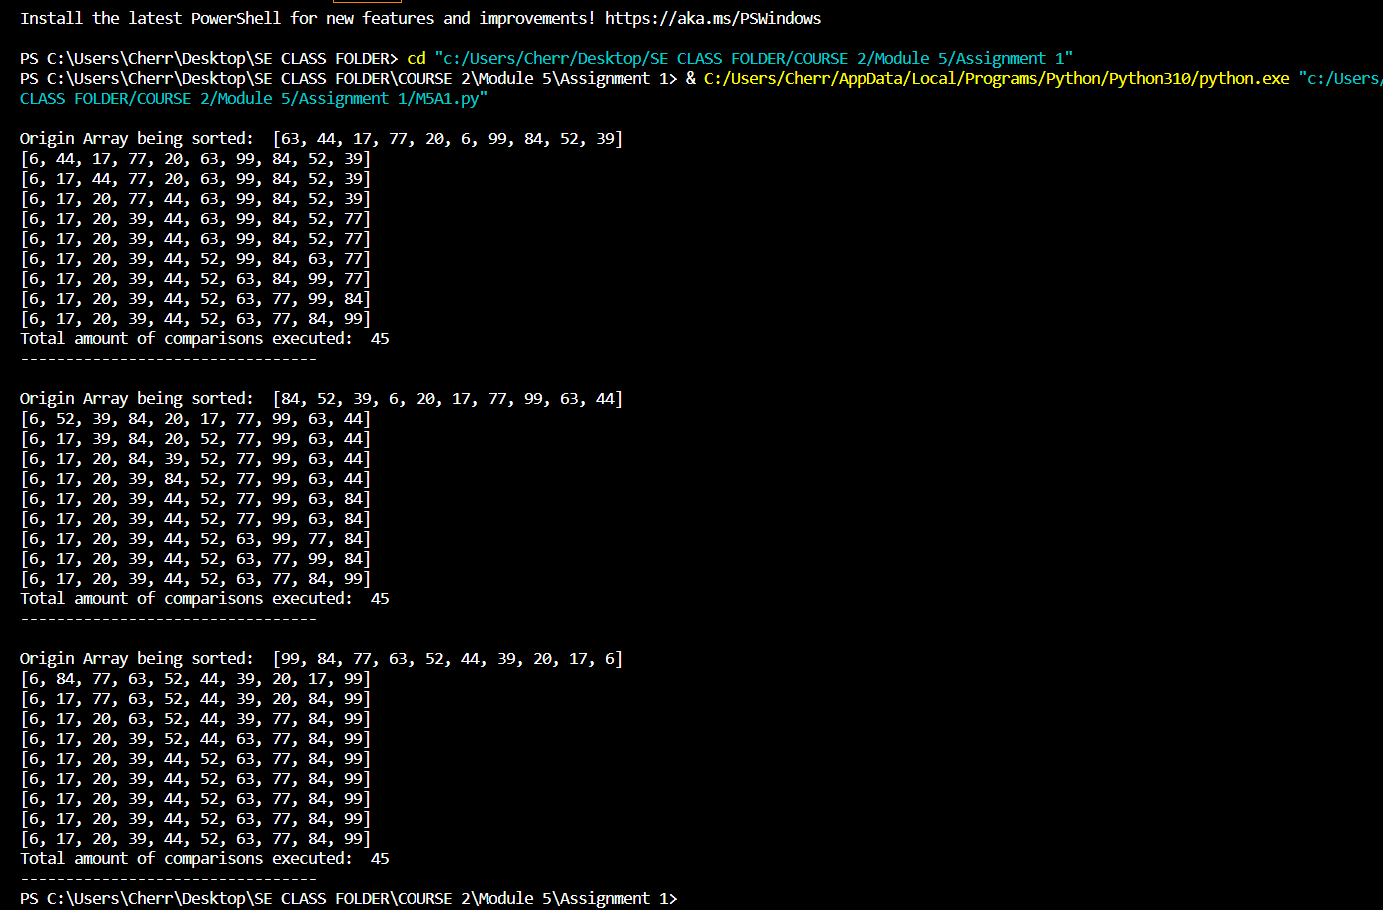 Install the latest PowerShell for new features and improvements! https://aka.ms/PSWindows
PS C:\Users\Cherr\Desktop\SE CLASS FOLDER> cd "c:/Users/Cherr/Desktop/SE CLASS FOLDER/COURSE 2/Module 5/Assignment 1"
PS C:\Users\Cherr\Desktop\SE CLASS FOLDER\COURSE 2\Module 5\Assignment 1> & C:/Users/Cherr/AppData/Local/Programs/Python/Python310/python.exe "c:/Users/
CLASS FOLDER/COURSE 2/Module 5/Assignment 1/M5A1.py"
Origin Array being sorted:  [63, 44, 17, 77, 20, 6, 99, 84, 52, 39]
[6, 44, 17, 77, 20, 63, 99, 84, 52, 39]
[6, 17, 44, 77, 20, 63, 99, 84, 52, 39]
[6, 17, 20, 77, 44, 63, 99, 84, 52, 39]
[6, 17, 20, 39, 44, 63, 99, 84, 52, 77]
[6, 17, 20, 39, 44, 63, 99, 84, 52, 77]
[6, 17, 20, 39, 44, 52, 99, 84, 63, 77]
[6, 17, 20, 39, 44, 52, 63, 84, 99, 77]
[6, 17, 20, 39, 44, 52, 63, 77, 99, 84]
[6, 17, 20, 39, 44, 52, 63, 77, 84, 99]
Total amount of comparisons executed:  45
---------------------------------
Origin Array being sorted:  [84, 52, 39, 6, 20, 17, 77, 99, 63, 44]
[6, 52, 39, 84, 20, 17, 77, 99, 63, 44]
[6, 17, 39, 84, 20, 52, 77, 99, 63, 44]
[6, 17, 20, 84, 39, 52, 77, 99, 63, 44]
[6, 17, 20, 39, 84, 52, 77, 99, 63, 44]
[6, 17, 20, 39, 44, 52, 77, 99, 63, 84]
[6, 17, 20, 39, 44, 52, 77, 99, 63, 84]
[6, 17, 20, 39, 44, 52, 63, 99, 77, 84]
[6, 17, 20, 39, 44, 52, 63, 77, 99, 84]
[6, 17, 20, 39, 44, 52, 63, 77, 84, 99]
Total amount of comparisons executed:  45
---------------------------------
Origin Array being sorted:  [99, 84, 77, 63, 52, 44, 39, 20, 17, 6]
[6, 84, 77, 63, 52, 44, 39, 20, 17, 99]
[6, 17, 77, 63, 52, 44, 39, 20, 84, 99]
[6, 17, 20, 63, 52, 44, 39, 77, 84, 99]
[6, 17, 20, 39, 52, 44, 63, 77, 84, 99]
[6, 17, 20, 39, 44, 52, 63, 77, 84, 99]
[6, 17, 20, 39, 44, 52, 63, 77, 84, 99]
[6, 17, 20, 39, 44, 52, 63, 77, 84, 99]
[6, 17, 20, 39, 44, 52, 63, 77, 84, 99]
[6, 17, 20, 39, 44, 52, 63, 77, 84, 99]
Total amount of comparisons executed:  45
---------------------------------
PS C:\Users\Cherr\Desktop\SE CLASS FOLDER\COURSE 2\Module 5\Assignment 1>